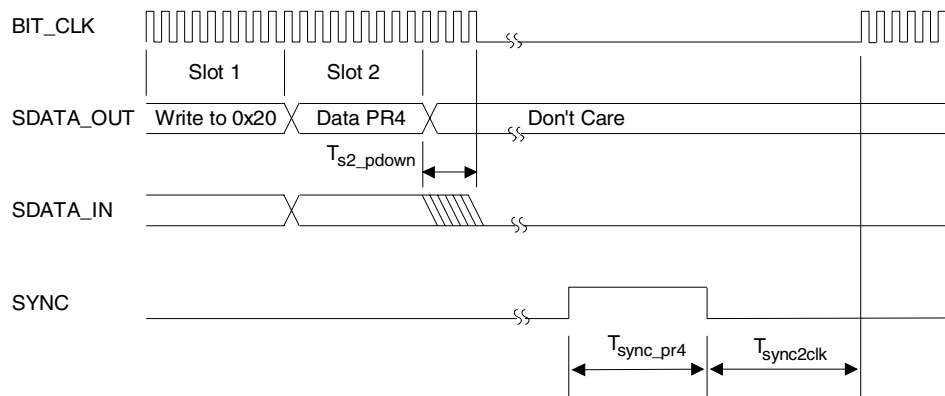 BIT_CLK
Slot 1 Slot 2
SDATA_OUT Write to 0x20 Data PR4 Don't Care
Ts2_pdown
SDATA_IN
SYNC
Tsync_pr4 Tsync2clk